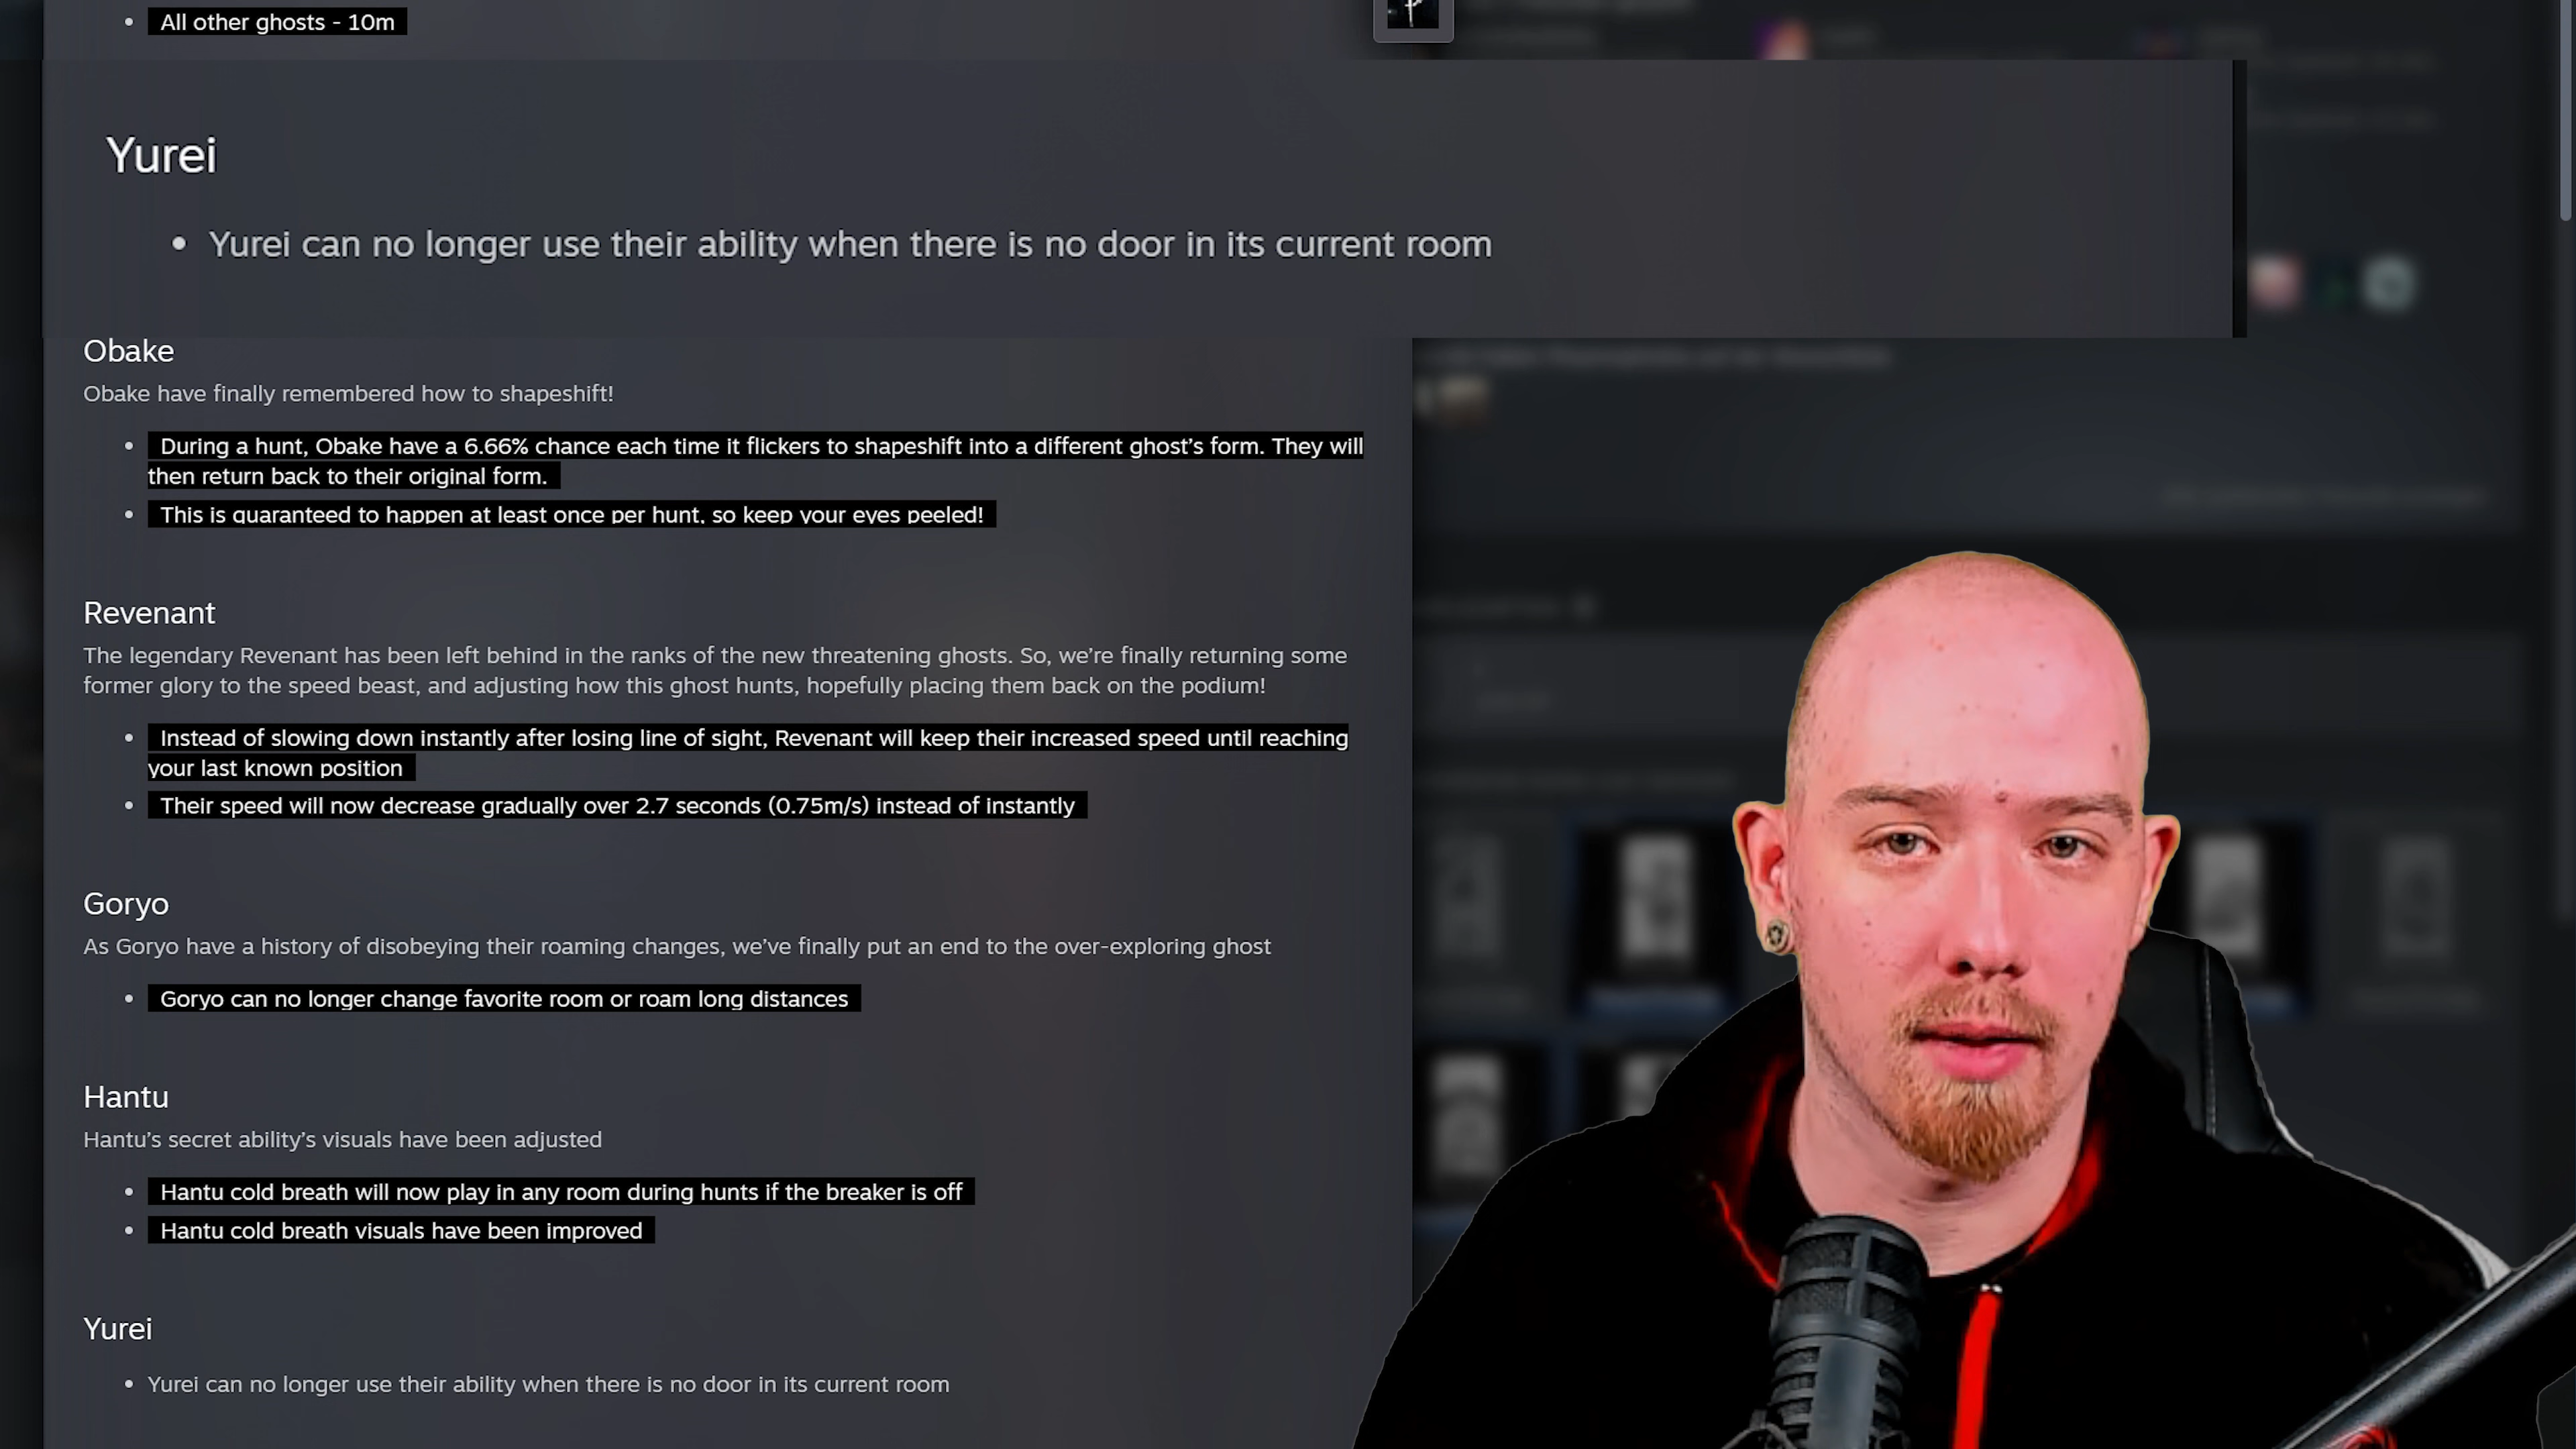 All other ghosts - 10m
Yurei
Yurei can no longer use their ability when there is no door in its current room
Obake
Obake have finally remembered how to shapeshift!
During a hunt, Obake have a 6.66% chance each time it flickers to shapeshift into a different ghost's form. They will
then return back to their original form.
This is guaranteed to happen at least once per hunt, so keep your eyes peeled!
Revenant
The legendary Revenant has been left behind in the ranks of the new threatening ghosts. So, we're finally returning some
former glory to the speed beast, and adjusting how this ghost hunts, hopefully placing them back on the podium!
Instead of slowing down instantly after losing line of sight, Revenant will keep their increased speed until reaching
your last known position
Their speed will now decrease gradually over 2.7 seconds (0.75m/s) instead of instantly
Goryo
As Goryo have a history of disobeying their roaming changes, we've finally put an end to the over-exploring ghost
Goryo can no longer change favorite room or roam long distances
Hantu
Hantu's secret ability's visuals have been adjusted
Hantu cold breath will now play in any room during hunts if the breaker is off
Hantu cold breath visuals have been improved
Yurei
Yurei can no longer use their ability when there is no door in its current room